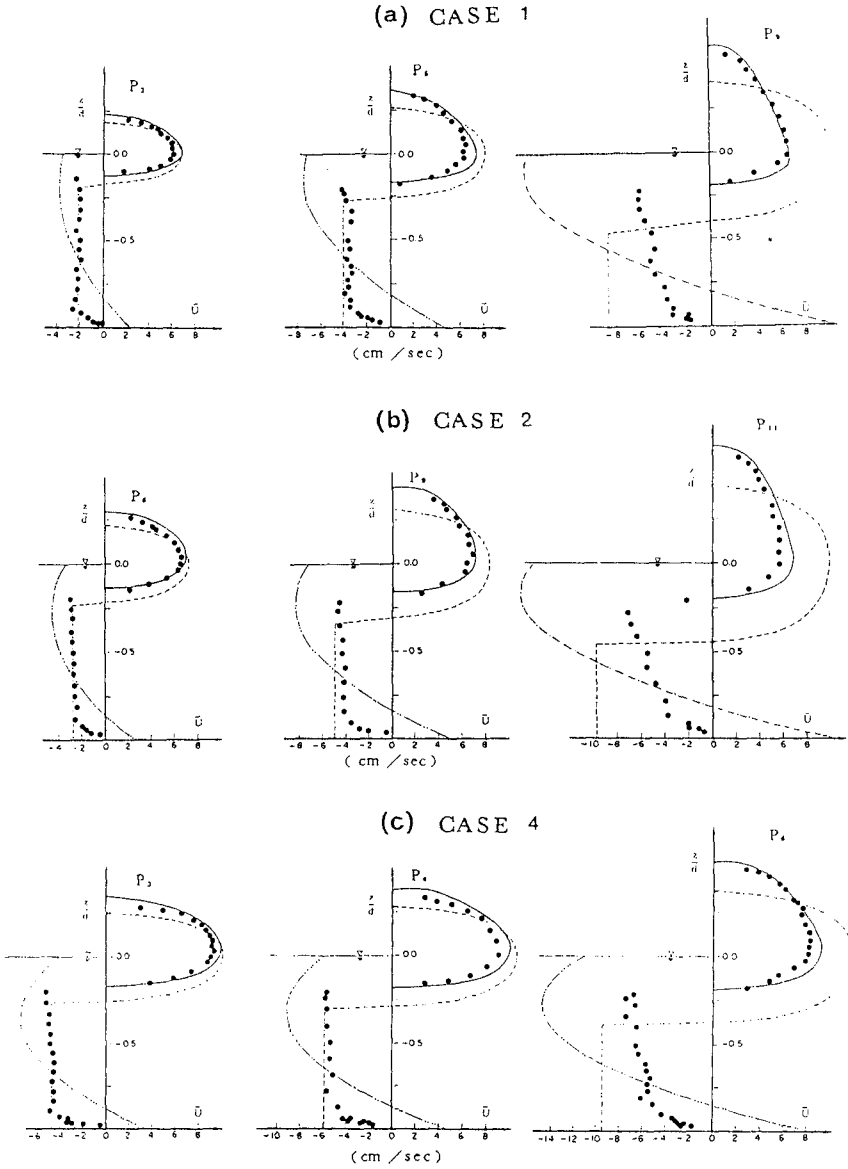 (a) CASE 1
P₃
P₅
P₉
z/d
z/d
z/d
0.0
0.0
0.0
-0.5
-0.5
-0.5
Ū
Ū
Ū
-4 -2 0 2 4 6 8
-6 -4 -2 0 2 4 6 8
-8 -6 -4 -2 0 2 4 6 8
(cm/sec)
(b) CASE 2
P₆
P₉
P₁₁
z/d
z/d
z/d
0.0
0.0
0.0
-0.5
-0.5
-0.5
Ū
Ū
-4 -2 0 2 4 6 8
-8 -6 -4 -2 0 2 4 6 8
-10 -8 -6 -4 -2 0 2 4 6 8
(cm/sec)
(c) CASE 4
P₃
P₄
P₆
z/d
z/d
z/d
0.0
0.0
0.0
-0.5
-0.5
-0.5
Ū
Ū
Ū
-6 -4 -2 0 2 4 6 8
-10 -8 -6 -4 -2 0 2 4 6 8
-14 -12 -10 -8 -6 -4 -2 0 2 4 6 8
(cm/sec)